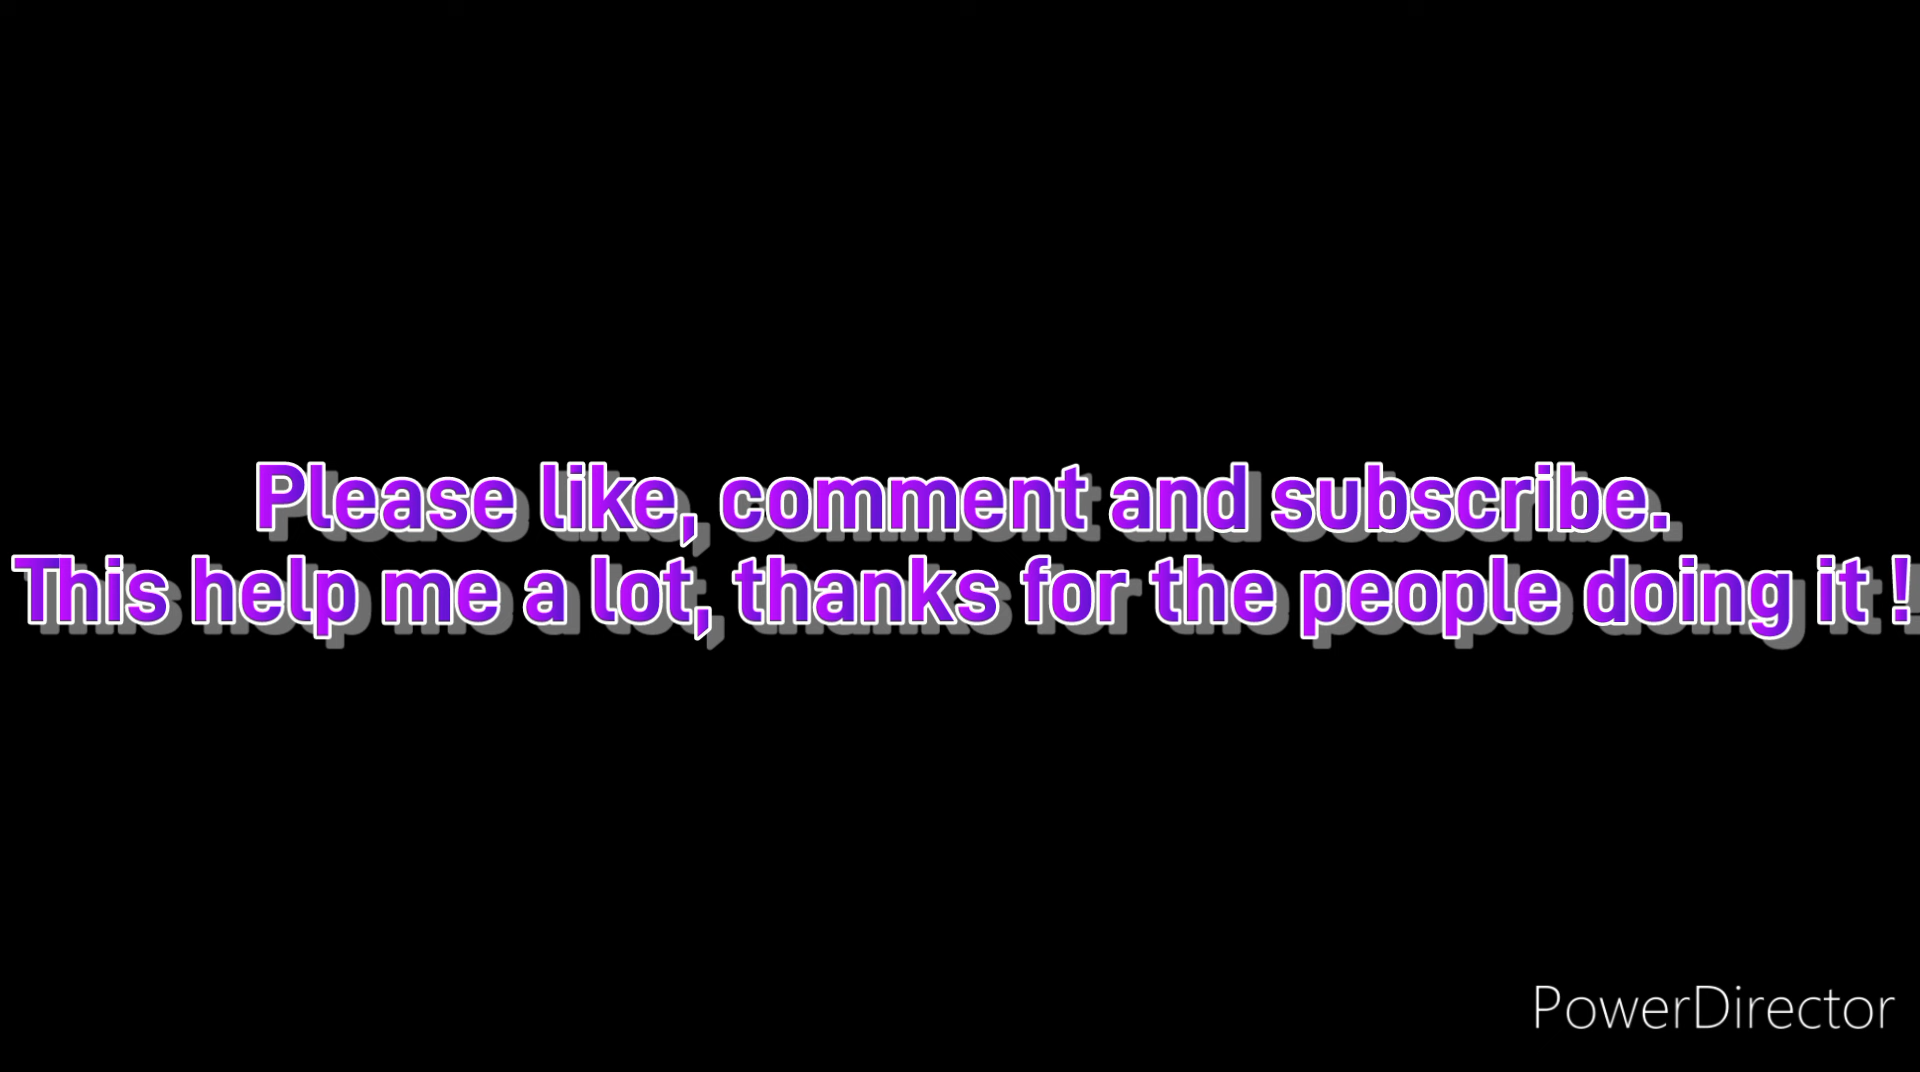 Please like, comment and subscribe.
This help me a lot, thanks for the people doing it !
PowerDirector